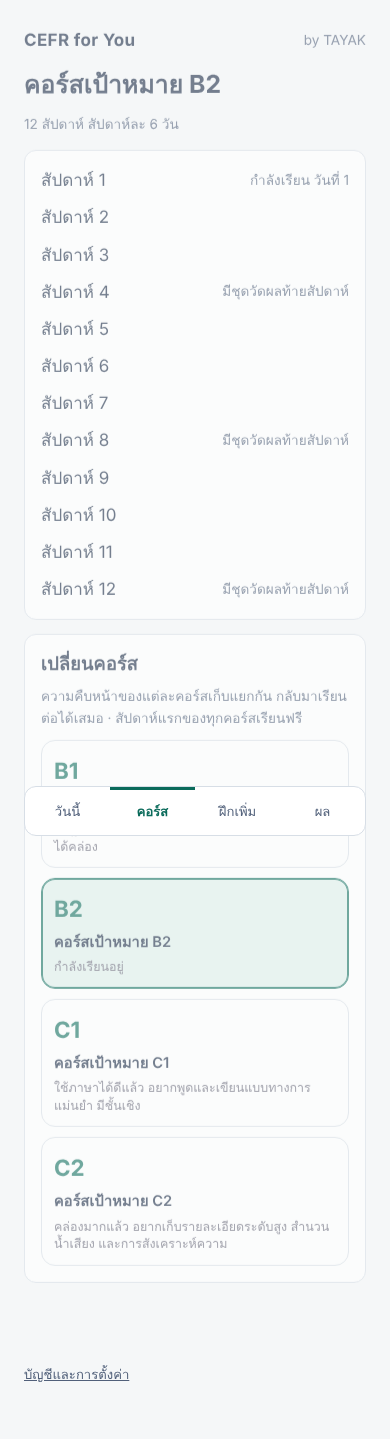 CEFR for You
by TAYAK
คอร์สเป้าหมาย B2
12 สัปดาห์ สัปดาห์ละ 6 วัน
สัปดาห์ 1 กำลังเรียน วันที่ 1
สัปดาห์ 2
สัปดาห์ 3
สัปดาห์ 4 มีชุดวัดผลท้ายสัปดาห์
สัปดาห์ 5
สัปดาห์ 6
สัปดาห์ 7
สัปดาห์ 8 มีชุดวัดผลท้ายสัปดาห์
สัปดาห์ 9
สัปดาห์ 10
สัปดาห์ 11
สัปดาห์ 12 มีชุดวัดผลท้ายสัปดาห์
เปลี่ยนคอร์ส
ความคืบหน้าของแต่ละคอร์สเก็บแยกกัน กลับมาเรียน
ต่อได้เสมอ · สัปดาห์แรกของทุกคอร์สเรียนฟรี
B1
วันนี้ คอร์ส ฝึกเพิ่ม ผล
ได้คล่อง
B2
คอร์สเป้าหมาย B2
กำลังเรียนอยู่
C1
คอร์สเป้าหมาย C1
ใช้ภาษาได้ดีแล้ว อยากพูดและเขียนแบบทางการ
แม่นยำ มีชั้นเชิง
C2
คอร์สเป้าหมาย C2
คล่องมากแล้ว อยากเก็บรายละเอียดระดับสูง สำนวน
น้ำเสียง และการสังเคราะห์ความ
บัญชีและการตั้งค่า